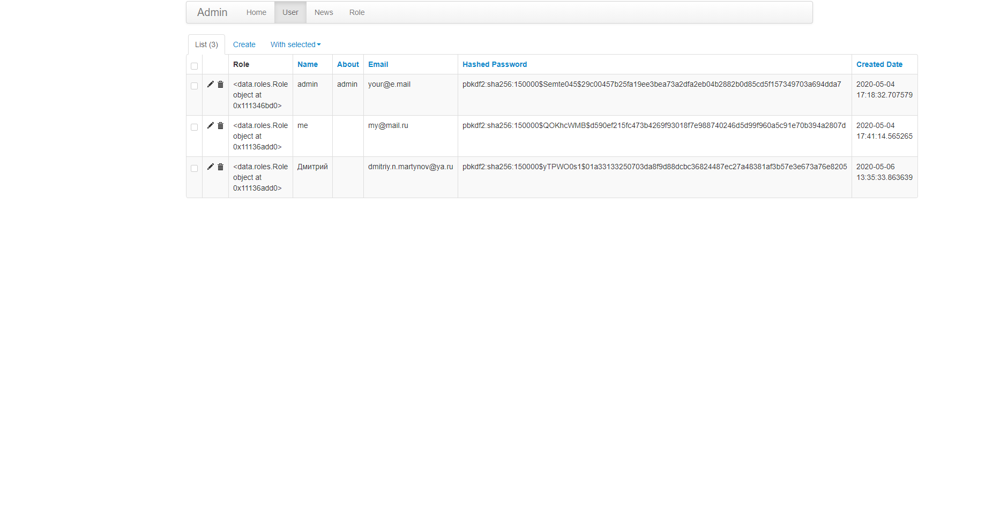 Admin Home User News Role
List (3) Create With selected
Role Name About Email Hashed Password Created Date
<data.roles.Role admin admin your@e.mail pbkdf2:sha256:150000$Semte045$29c00457b25fa19ee3bea73a2dfa2eb04b2882b0d85cd5f157349703a694dda7 2020-05-04
object at 17:18:32.707579
0x111346bd0>
<data.roles.Role me my@mail.ru pbkdf2:sha256:150000$QOKhcWMB$d590ef215fc473b4269f93018f7e988740246d5d99f960a5c91e70b394a2807d 2020-05-04
object at 17:41:14.565265
0x11136add0>
<data.roles.Role Дмитрий dmitriy.n.martynov@ya.ru pbkdf2:sha256:150000$yTPWO0s1$01a33133250703da8f9d88dcbc36824487ec27a48381af3b57e3e673a76e8205 2020-05-06
object at 13:35:33.863639
0x11136add0>